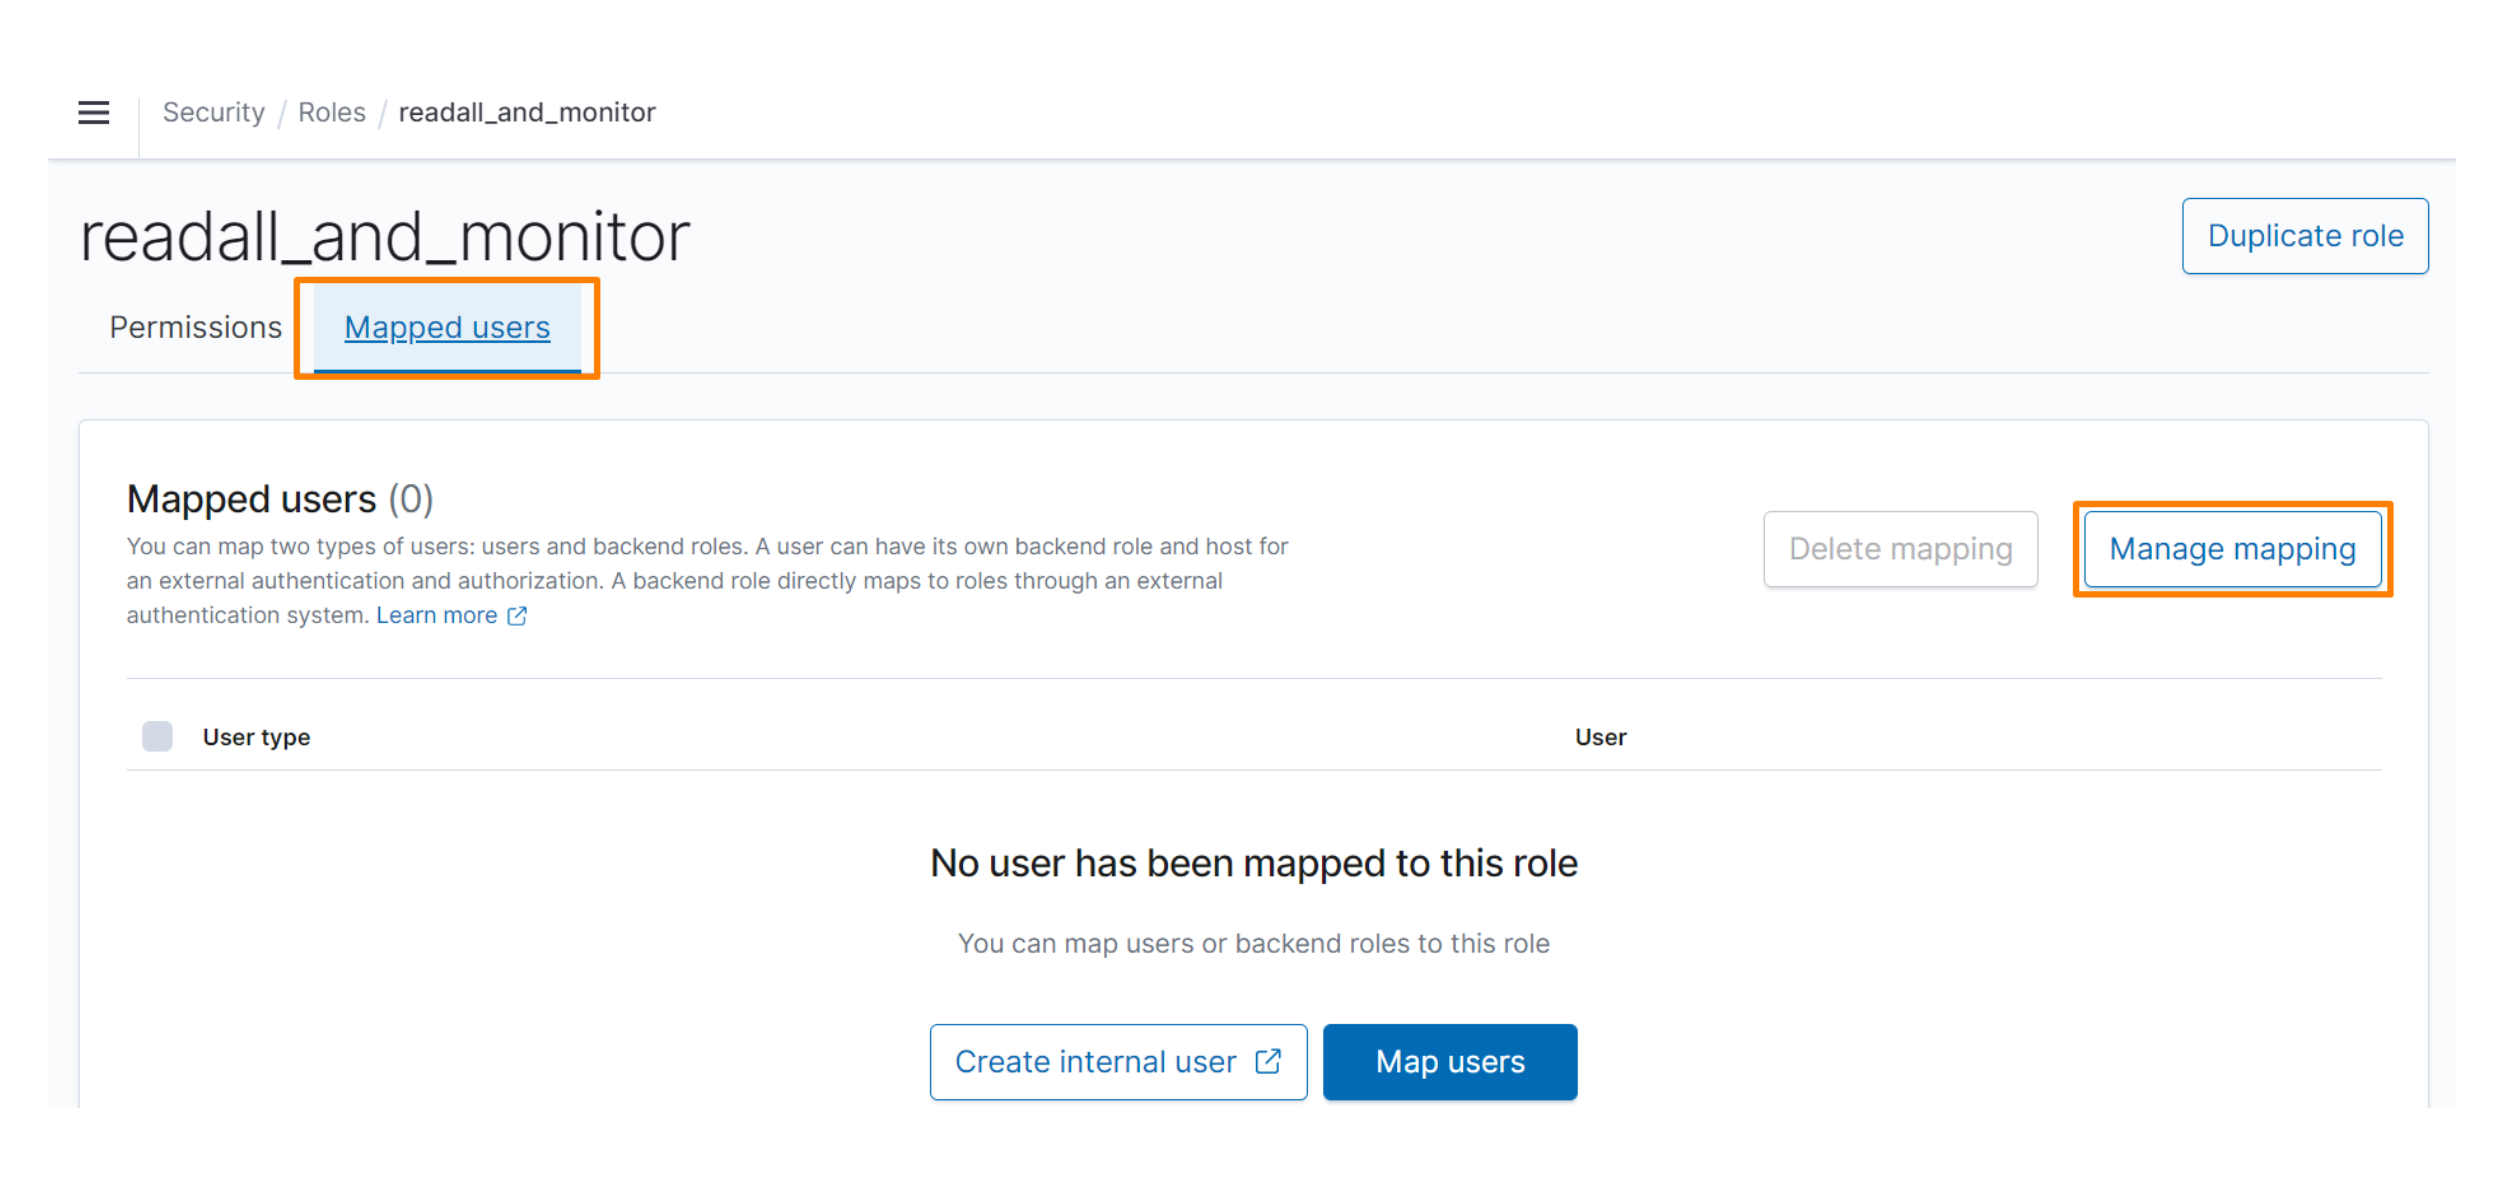 Security / Roles / readall_and_monitor
readall_and_monitor
Duplicate role
Permissions
Mapped users
Mapped users (0)
You can map two types of users: users and backend roles. A user can have its own backend role and host for
an external authentication and authorization. A backend role directly maps to roles through an external
authentication system. Learn more
Delete mapping
Manage mapping
User type
User
No user has been mapped to this role
You can map users or backend roles to this role
Create internal user
Map users